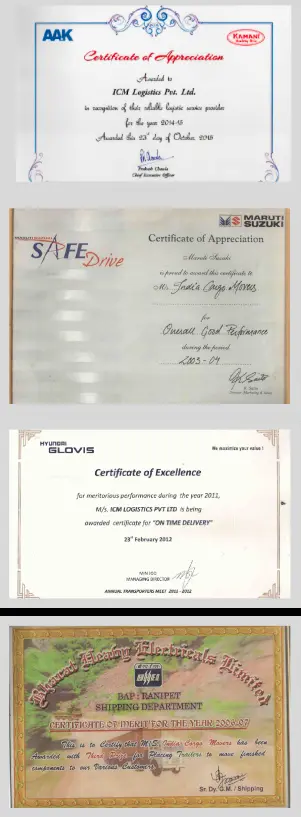 AAK
KAMANI
Certificate of Appreciation
Awarded to
ICM Logistics Pvt. Ltd.
in recognition of their reliable logistic service provider
for the year 2014-15
Awarded this 23rd day of October, 2015
Chief Executive Officer
MARUTI
SUZUKI
SAFE Drive
Certificate of Appreciation
Maruti Suzuki
is proud to award this certificate to
M/s. India Cargo Movers
for
Overall Good Performance
during the period
2003-04
HYUNDAI
GLOVIS
We maximize your value !
Certificate of Excellence
for meritorious performance during the year 2011,
M/s. ICM LOGISTICS PVT LTD is being
awarded certificate for "ON TIME DELIVERY"
23rd February 2012
MANAGING DIRECTOR
ANNUAL TRANSPORTERS MEET 2011 - 2012
Bharat Heavy Electricals Limited
BAP : RANIPET
SHIPPING DEPARTMENT
CERTIFICATE OF MERIT FOR THE YEAR 2006-07
This is to Certify that M/S India Cargo Movers has been
Awarded with Third Prize for Placing Trailers to move finished
components to our Various Customers
Sr. Dy. G.M. / Shipping